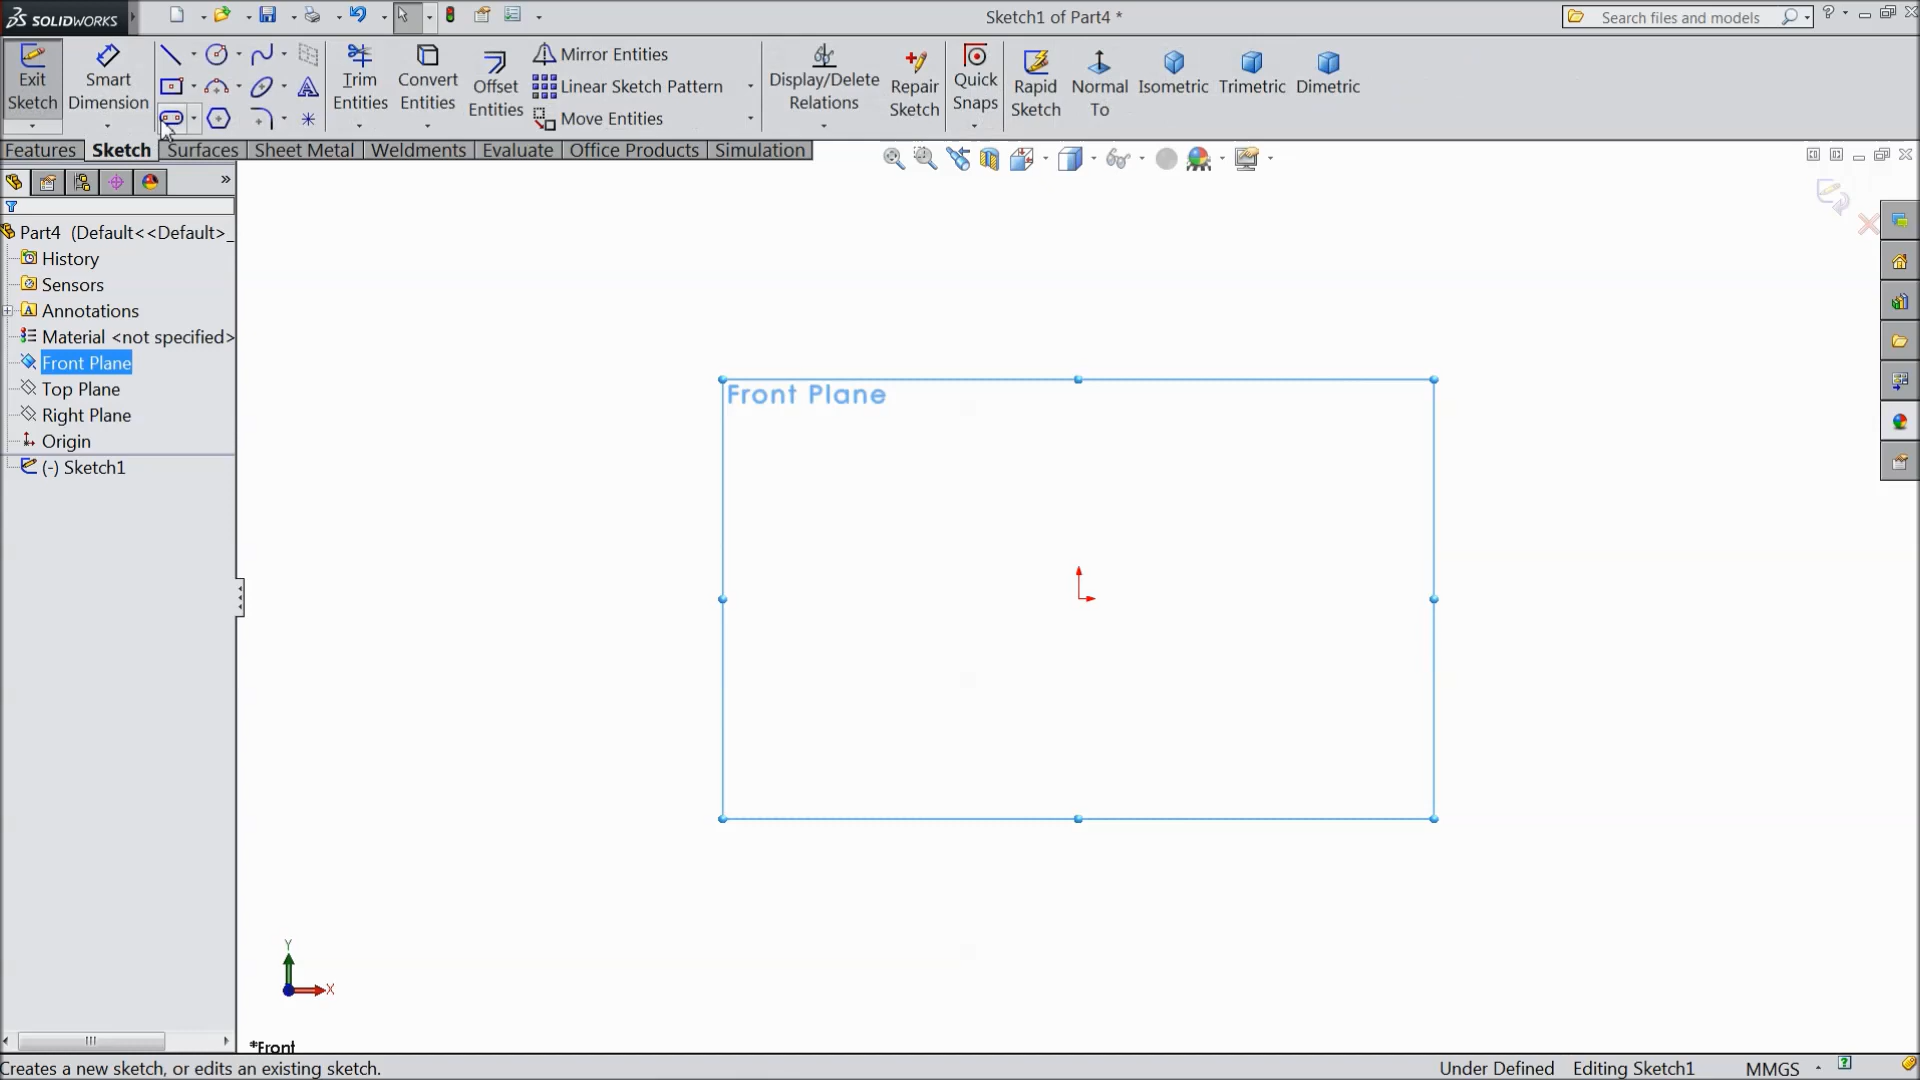 SOLIDWORKS
Sketch1 of Part4 *
Search files and models
Exit Sketch
Smart Dimension
Trim Entities
Convert Entities
Offset Entities
Mirror Entities
Linear Sketch Pattern
Move Entities
Display/Delete Relations
Repair Sketch
Quick Snaps
Rapid Sketch
Normal To
Isometric
Trimetric
Dimetric
Features
Sketch
Surfaces
Sheet Metal
Weldments
Evaluate
Office Products
Simulation
Part4 (Default<<Default>_
History
Sensors
Annotations
Material <not specified>
Front Plane
Top Plane
Right Plane
Origin
(-) Sketch1
Front Plane
Y
X
*Front
Creates a new sketch, or edits an existing sketch.
Under Defined
Editing Sketch1
MMGS